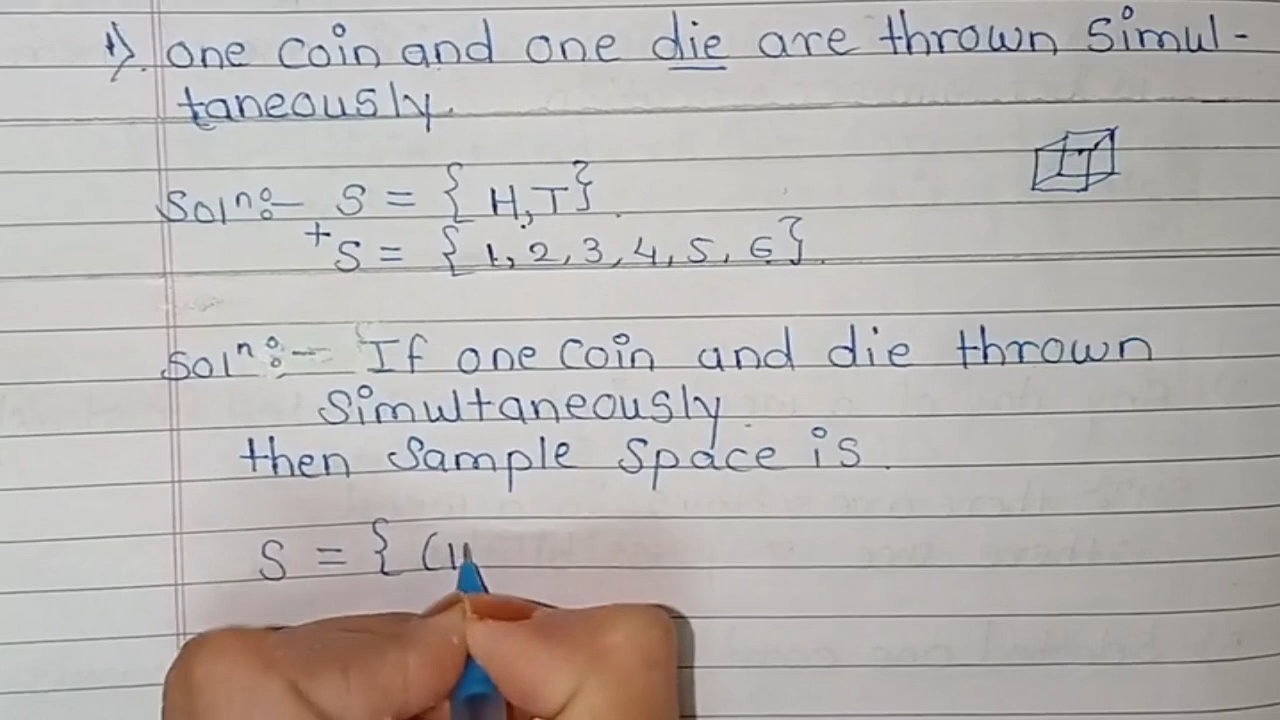 1). one coin and one die are thrown simul-
taneously.
Solⁿ:- S = { H, T }.
+ S = { 1, 2, 3, 4, 5, 6 }.
Solⁿ:- If one coin and die thrown
simultaneously
then sample space is.
S = { (